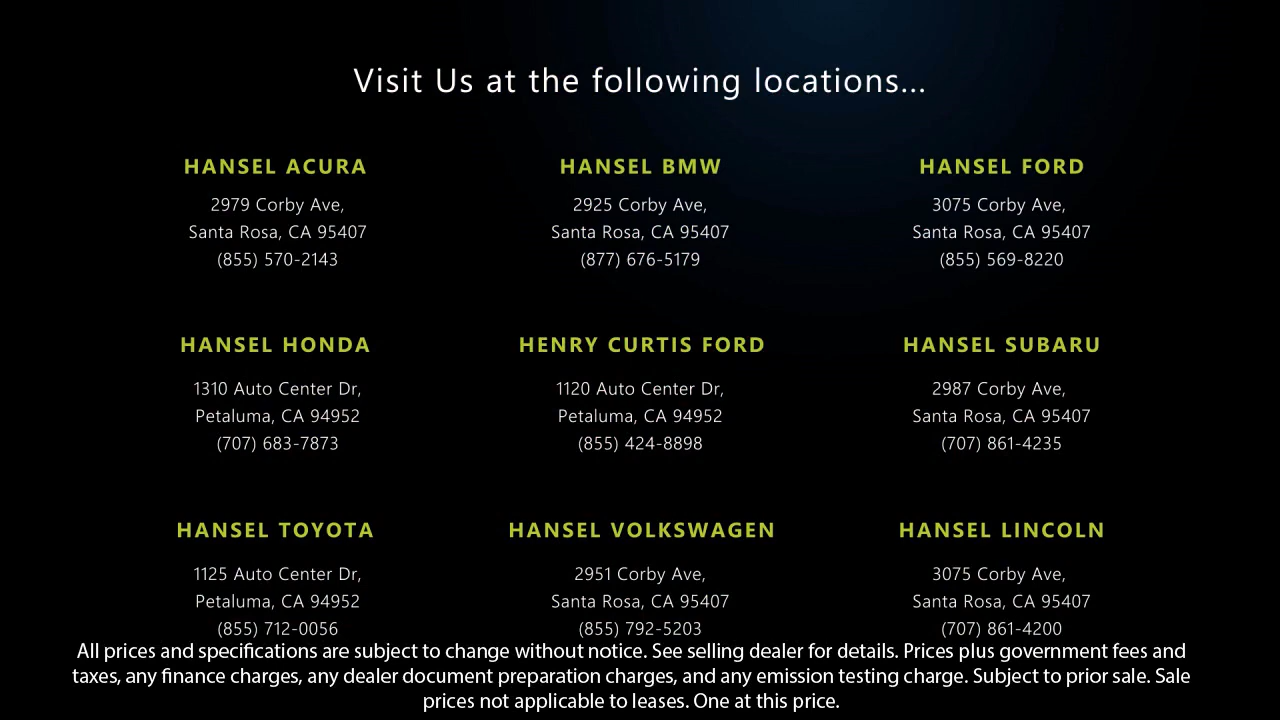 Visit Us at the following locations...
HANSEL ACURA
2979 Corby Ave,
Santa Rosa, CA 95407
(855) 570-2143
HANSEL BMW
2925 Corby Ave,
Santa Rosa, CA 95407
(877) 676-5179
HANSEL FORD
3075 Corby Ave,
Santa Rosa, CA 95407
(855) 569-8220
HANSEL HONDA
1310 Auto Center Dr,
Petaluma, CA 94952
(707) 683-7873
HENRY CURTIS FORD
1120 Auto Center Dr,
Petaluma, CA 94952
(855) 424-8898
HANSEL SUBARU
2987 Corby Ave,
Santa Rosa, CA 95407
(707) 861-4235
HANSEL TOYOTA
1125 Auto Center Dr,
Petaluma, CA 94952
(855) 712-0056
HANSEL VOLKSWAGEN
2951 Corby Ave,
Santa Rosa, CA 95407
(855) 792-5203
HANSEL LINCOLN
3075 Corby Ave,
Santa Rosa, CA 95407
(707) 861-4200
All prices and specifications are subject to change without notice. See selling dealer for details. Prices plus government fees and
taxes, any finance charges, any dealer document preparation charges, and any emission testing charge. Subject to prior sale. Sale
prices not applicable to leases. One at this price.